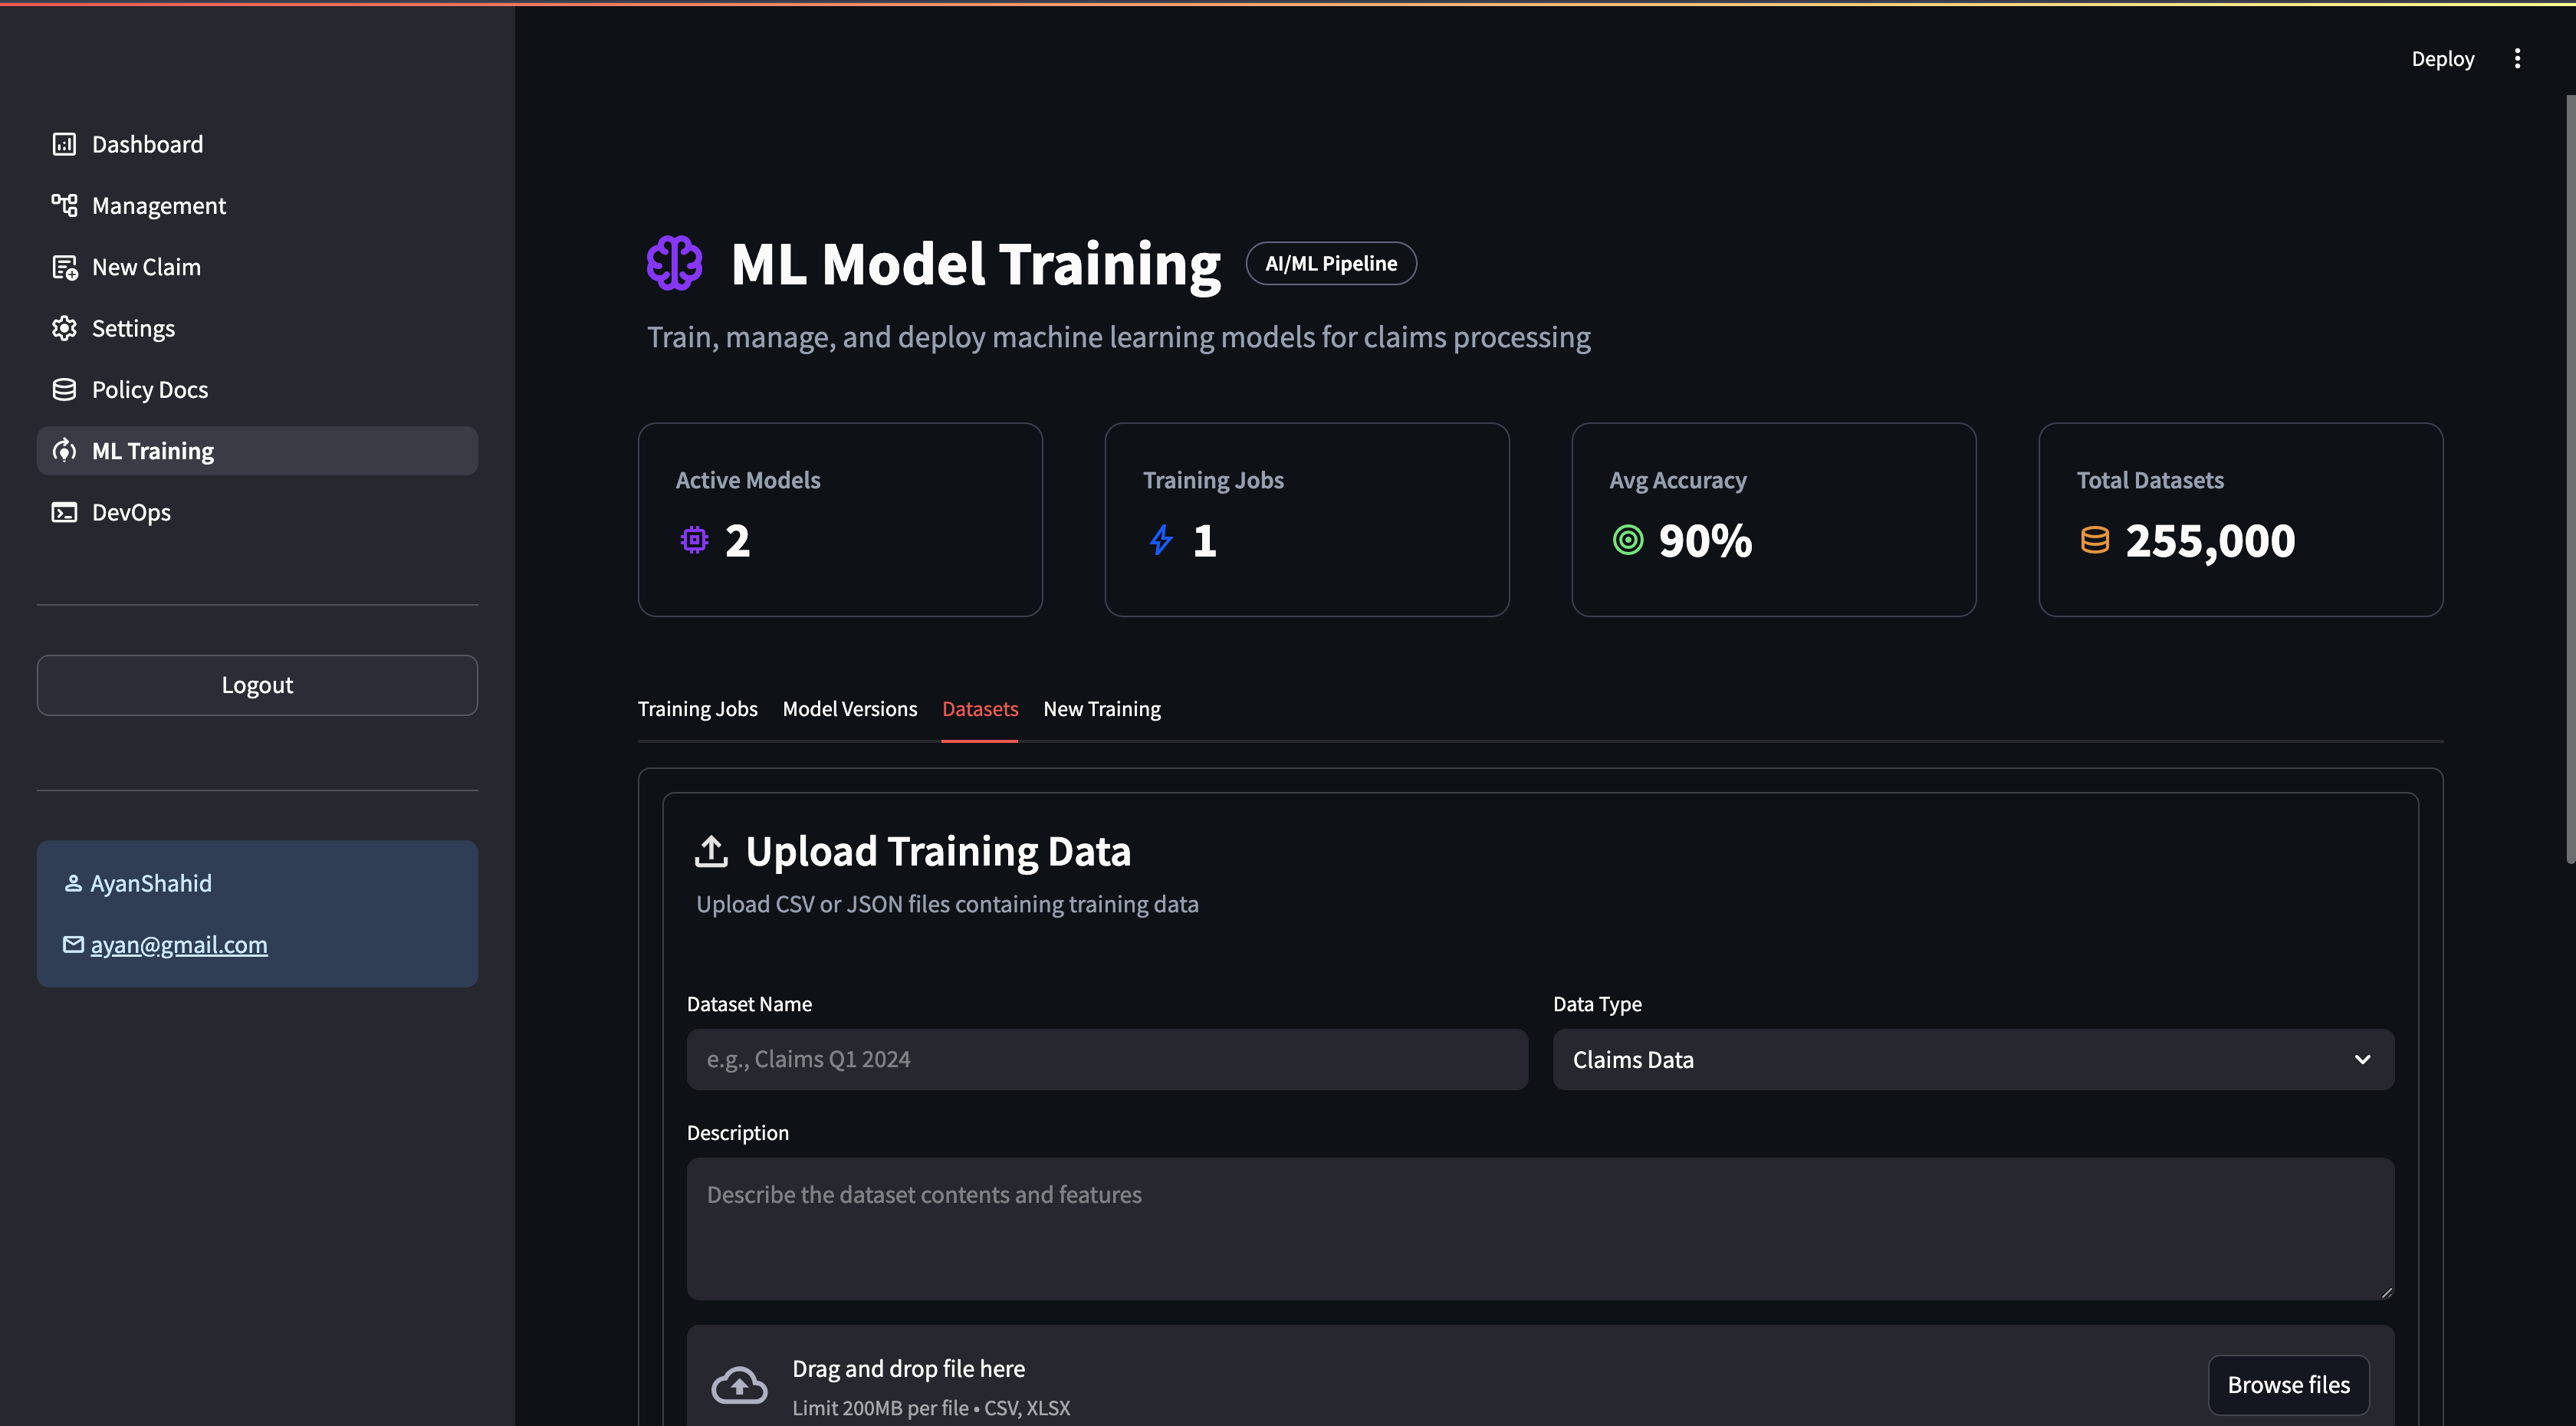 Deploy
Dashboard
Management
New Claim
Settings
Policy Docs
ML Training
DevOps
Logout
AyanShahid
ayan@gmail.com
ML Model Training
AI/ML Pipeline
Train, manage, and deploy machine learning models for claims processing
Active Models
2
Training Jobs
1
Avg Accuracy
90%
Total Datasets
255,000
Training Jobs Model Versions Datasets New Training
Upload Training Data
Upload CSV or JSON files containing training data
Dataset Name
e.g., Claims Q1 2024
Data Type
Claims Data
Description
Describe the dataset contents and features
Drag and drop file here
Limit 200MB per file • CSV, XLSX
Browse files